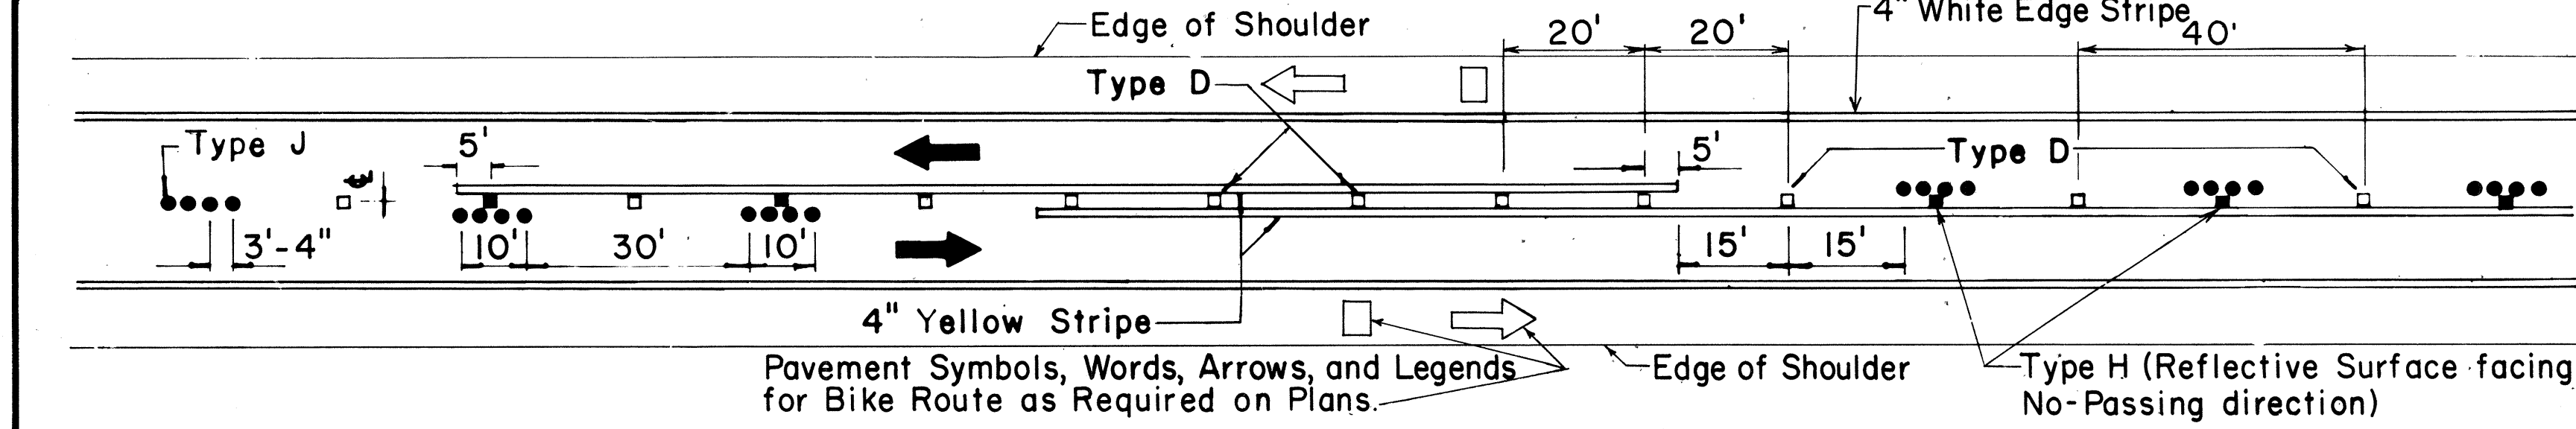 Edge of Shoulder
4" White Edge Stripe
20'
20'
40'
Type D
Type J
5'
5'
Type D
℄
3'-4"
10'
30'
10'
15'
15'
4" Yellow Stripe
Pavement Symbols, Words, Arrows, and Legends
for Bike Route as Required on Plans.
Edge of Shoulder
Type H (Reflective Surface facing
No-Passing direction)